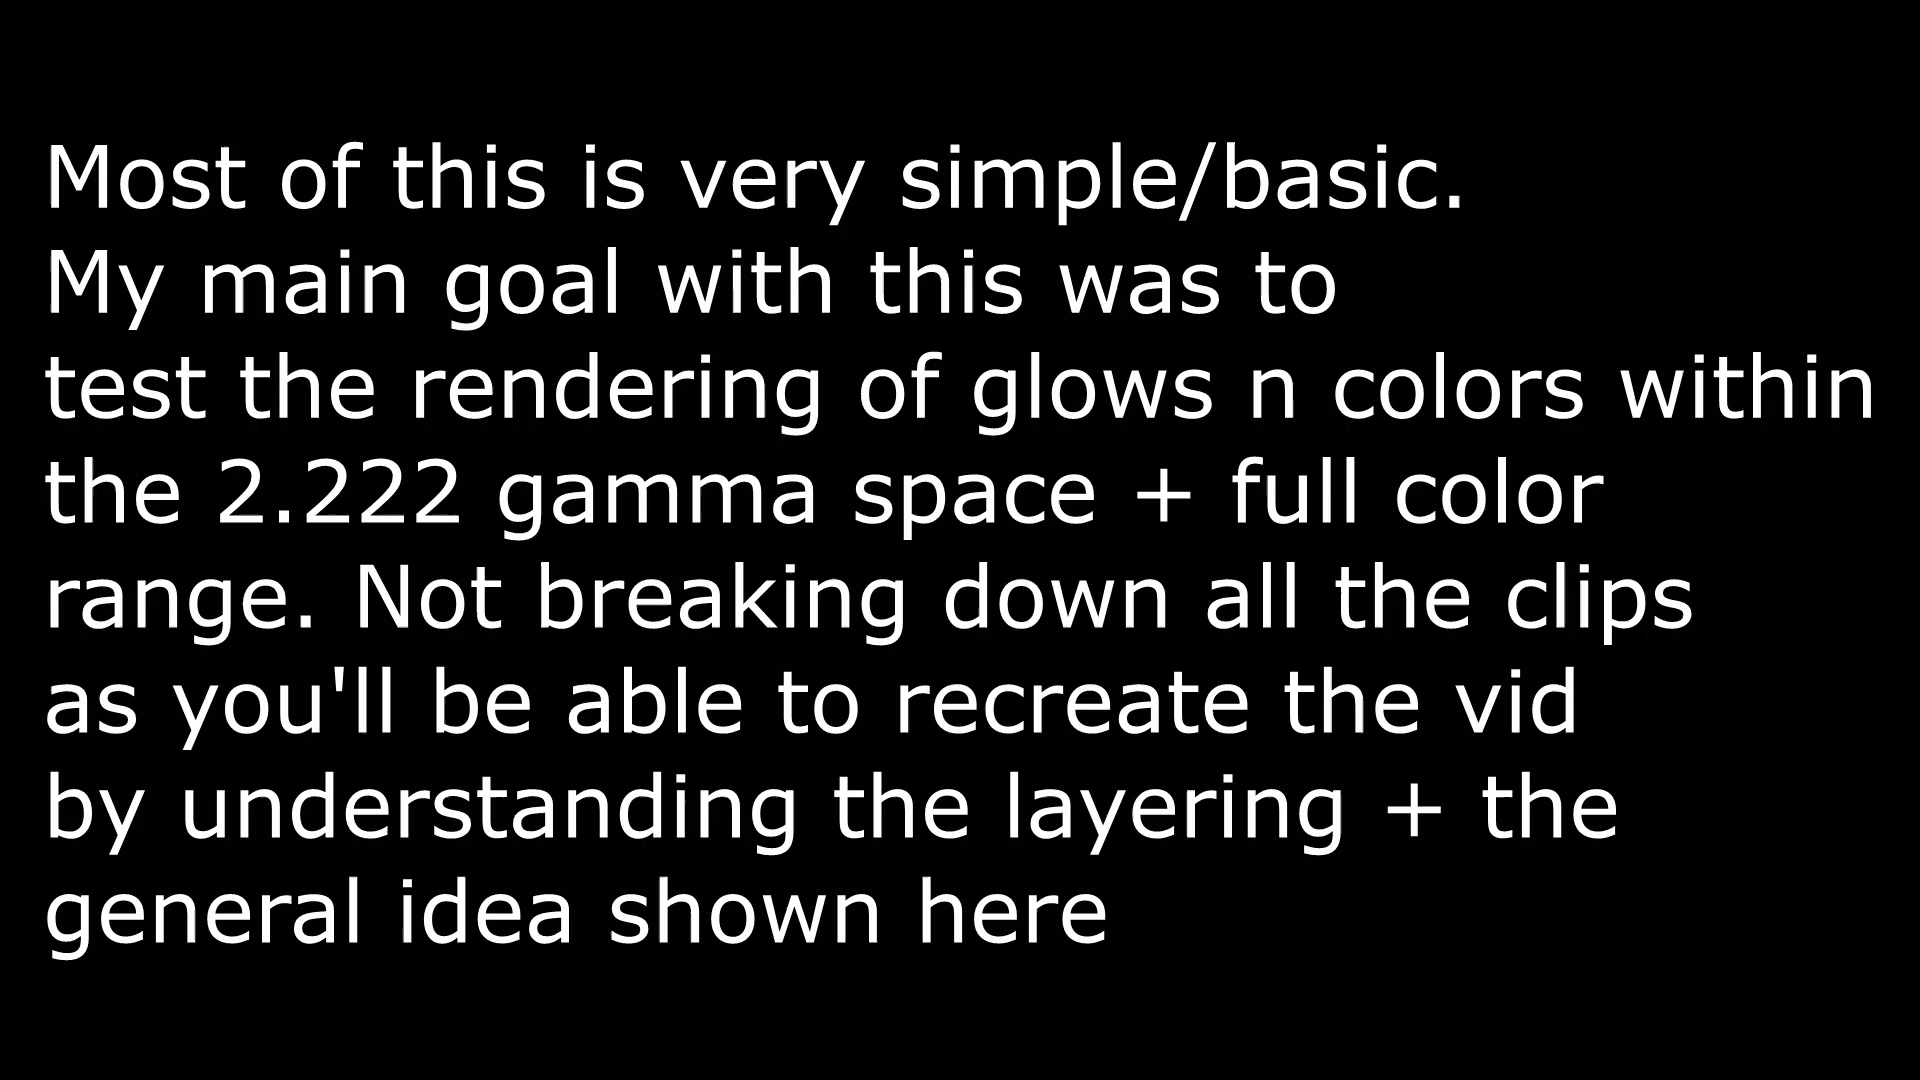 Most of this is very simple/basic.
My main goal with this was to
test the rendering of glows n colors within
the 2.222 gamma space + full color
range. Not breaking down all the clips
as you'll be able to recreate the vid
by understanding the layering + the
general idea shown here